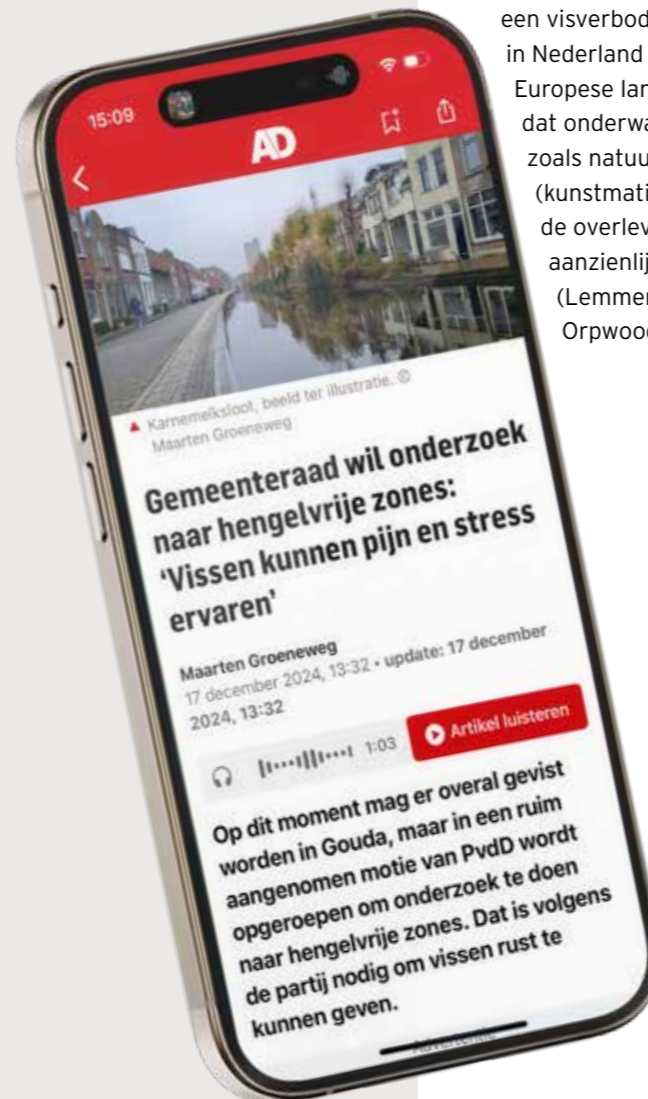 15:09
AD
Karnemelksloot, beeld ter illustratie. ©
Maarten Groeneweg
Gemeenteraad wil onderzoek
naar hengelvrije zones:
‘Vissen kunnen pijn en stress
ervaren’
Maarten Groeneweg
17 december 2024, 13:32 • update: 17 december
2024, 13:32
1:03
Artikel luisteren
Op dit moment mag er overal gevist
worden in Gouda, maar in een ruim
aangenomen motie van PvdD wordt
opgeroepen om onderzoek te doen
naar hengelvrije zones. Dat is volgens
de partij nodig om vissen rust te
kunnen geven.
een visverbod
in Nederland
Europese lan
dat onderwa
zoals natuu
(kunstmati
de overlev
aanzienlij
(Lemmer
Orpwood